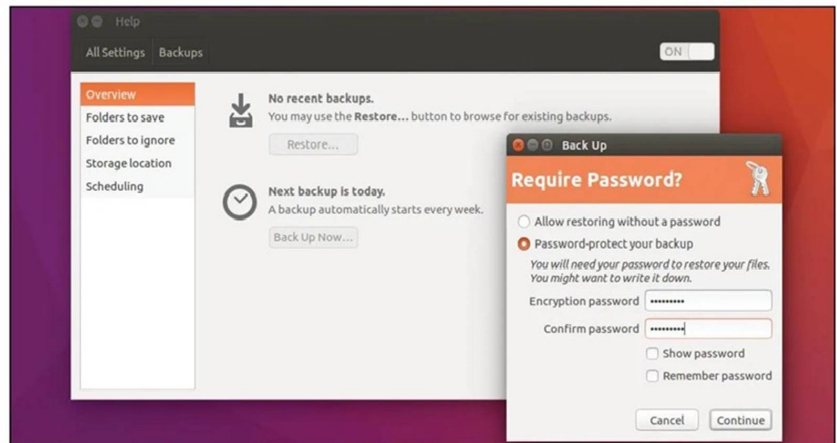 Help
All Settings Backups
ON
Overview
Folders to save
Folders to ignore
Storage location
Scheduling
No recent backups.
You may use the Restore... button to browse for existing backups.
Restore...
Next backup is today.
A backup automatically starts every week.
Back Up Now...
Back Up
Require Password?
Allow restoring without a password
Password-protect your backup
You will need your password to restore your files.
You might want to write it down.
Encryption password •••••••••
Confirm password •••••••••
Show password
Remember password
Cancel Continue